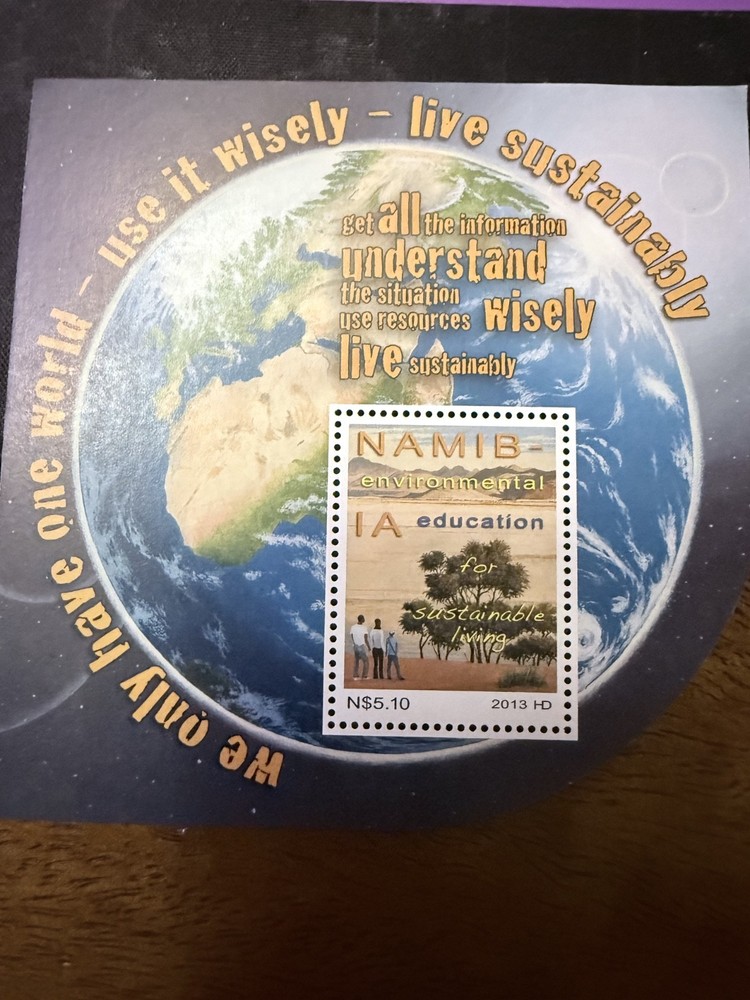 we only have one world - use it wisely - live sustainably
get all the information
understand
the situation
use resources wisely
live sustainably
NAMIB-
environmental
IA education
for
sustainable
living
N$5.10 2013 HD